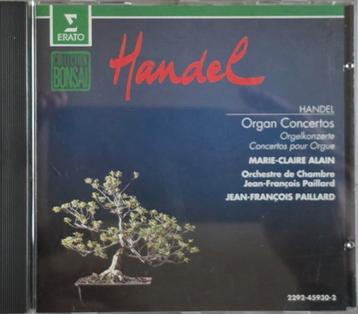 ERATO
COLLECTION
BONSAI
Handel
HANDEL
Organ Concertos
Orgelkonzerte
Concertos pour Orgue
MARIE-CLAIRE ALAIN
Orchestre de Chambre
Jean-François Paillard
JEAN-FRANÇOIS PAILLARD
2292-45930-2